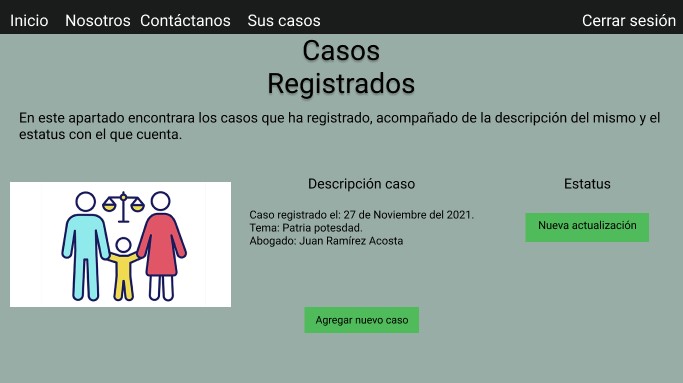 Inicio Nosotros Contáctanos Sus casos Cerrar sesión
Casos
Registrados
En este apartado encontrara los casos que ha registrado, acompañado de la descripción del mismo y el
estatus con el que cuenta.
Descripción caso
Caso registrado el: 27 de Noviembre del 2021.
Tema: Patria potesdad.
Abogado: Juan Ramírez Acosta
Estatus
Nueva actualización
Agregar nuevo caso